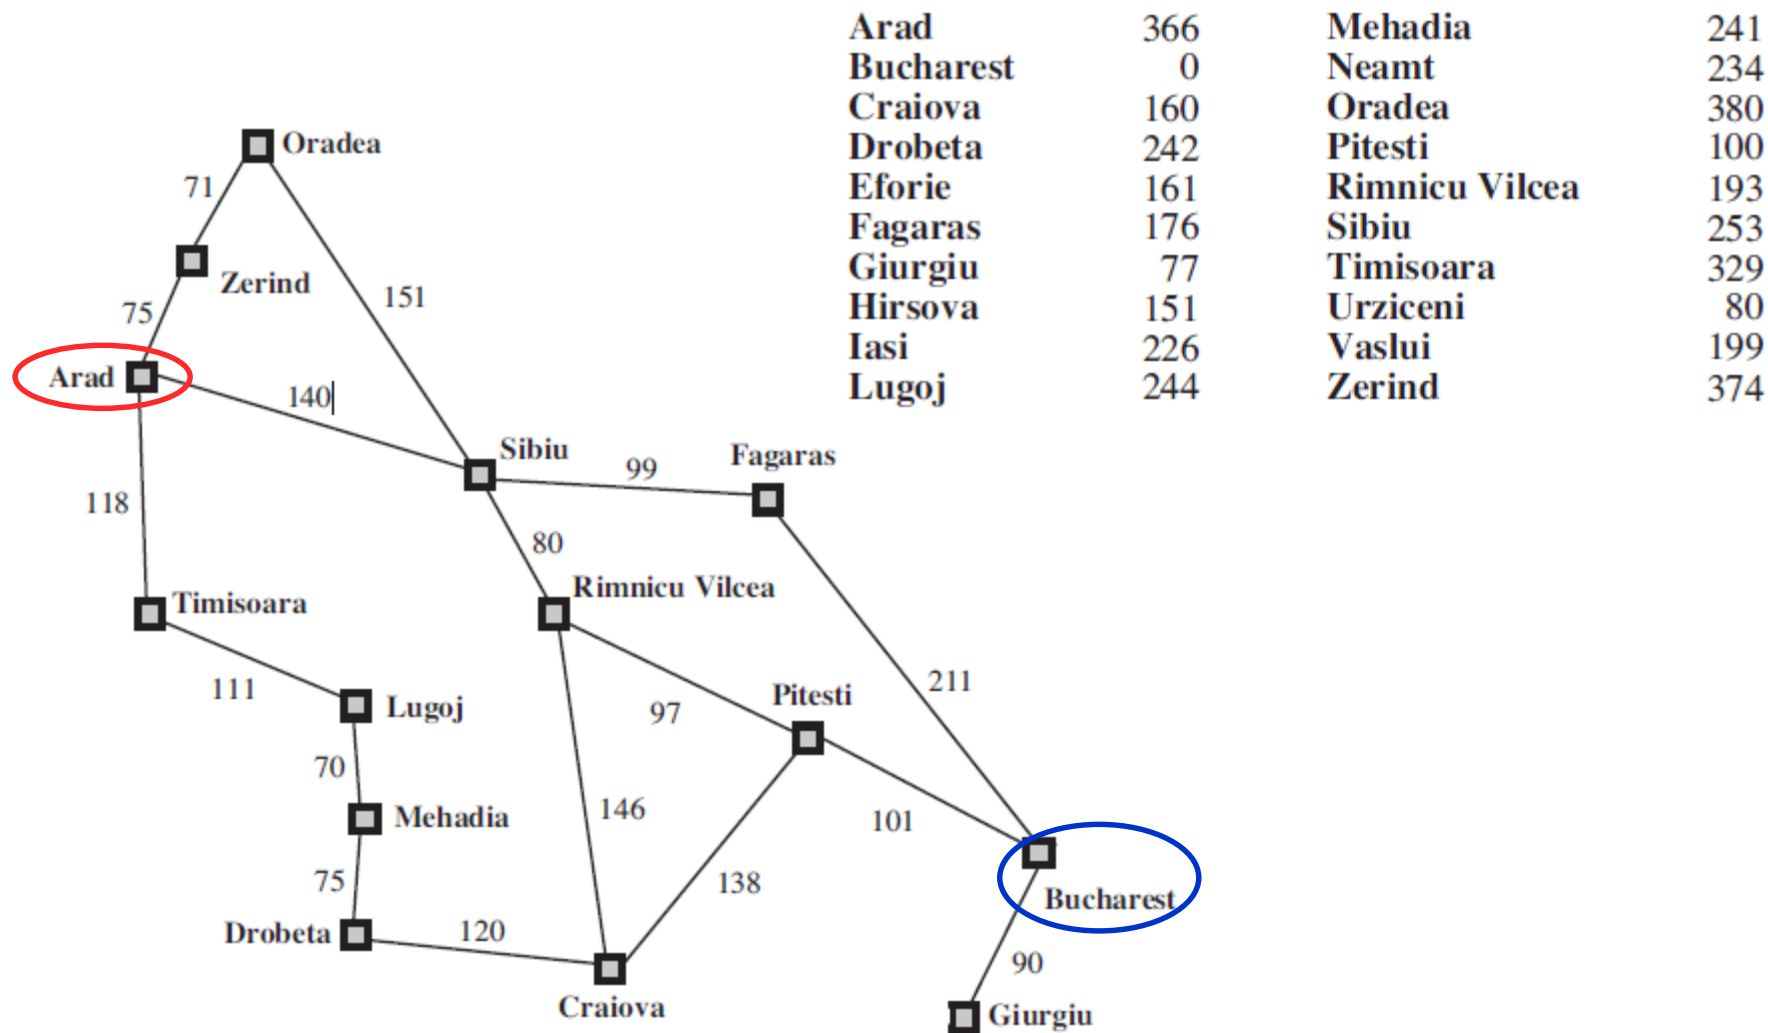 Arad 366 Mehadia 241
Bucharest 0 Neamt 234
Craiova 160 Oradea 380
Drobeta 242 Pitesti 100
Eforie 161 Rimnicu Vilcea 193
Fagaras 176 Sibiu 253
Giurgiu 77 Timisoara 329
Hirsova 151 Urziceni 80
Iasi 226 Vaslui 199
Lugoj 244 Zerind 374
Oradea
71
Zerind
151
75
Arad
140
Sibiu
Fagaras
99
118
80
Rimnicu Vilcea
Timisoara
211
111
Pitesti
Lugoj
97
70
146
Mehadia
101
75
138
Bucharest
Drobeta
120
90
Craiova
Giurgiu